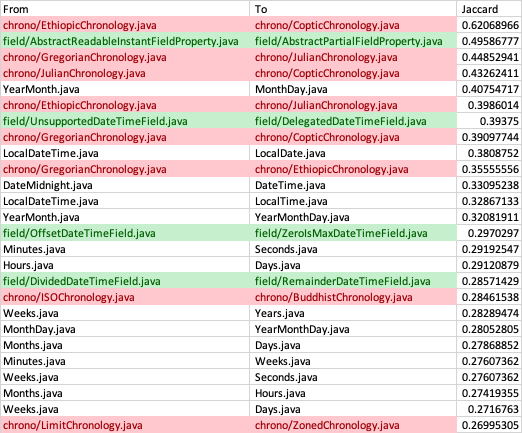 From To Jaccard
chrono/EthiopicChronology.java chrono/CopticChronology.java 0.62068966
field/AbstractReadableInstantFieldProperty.java field/AbstractPartialFieldProperty.java 0.49586777
chrono/GregorianChronology.java chrono/JulianChronology.java 0.44852941
chrono/JulianChronology.java chrono/CopticChronology.java 0.43262411
YearMonth.java MonthDay.java 0.40754717
chrono/EthiopicChronology.java chrono/JulianChronology.java 0.3986014
field/UnsupportedDateTimeField.java field/DelegatedDateTimeField.java 0.39375
chrono/GregorianChronology.java chrono/CopticChronology.java 0.39097744
LocalDateTime.java LocalDate.java 0.3808752
chrono/GregorianChronology.java chrono/EthiopicChronology.java 0.35555556
DateMidnight.java DateTime.java 0.33095238
LocalDateTime.java LocalTime.java 0.32867133
YearMonth.java YearMonthDay.java 0.32081911
field/OffsetDateTimeField.java field/ZeroIsMaxDateTimeField.java 0.2970297
Minutes.java Seconds.java 0.29192547
Hours.java Days.java 0.29120879
field/DividedDateTimeField.java field/RemainderDateTimeField.java 0.28571429
chrono/ISOChronology.java chrono/BuddhistChronology.java 0.28461538
Weeks.java Years.java 0.28289474
MonthDay.java YearMonthDay.java 0.28052805
Months.java Days.java 0.27868852
Minutes.java Weeks.java 0.27607362
Weeks.java Seconds.java 0.27607362
Months.java Hours.java 0.27419355
Weeks.java Days.java 0.2716763
chrono/LimitChronology.java chrono/ZonedChronology.java 0.26995305